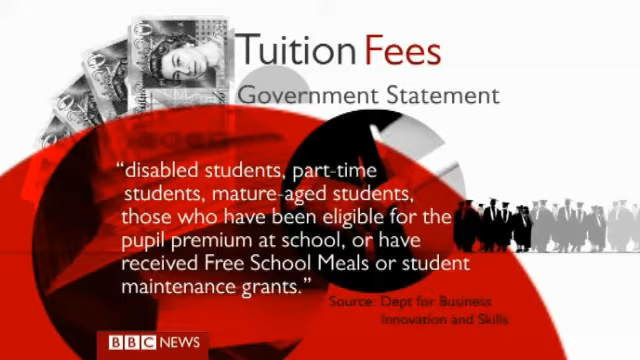 Tuition Fees
Government Statement
“disabled students, part-time
students, mature-aged students,
those who have been eligible for the
pupil premium at school, or have
received Free School Meals or student
maintenance grants.”
Source: Dept for Business
Innovation and Skills
BBC NEWS